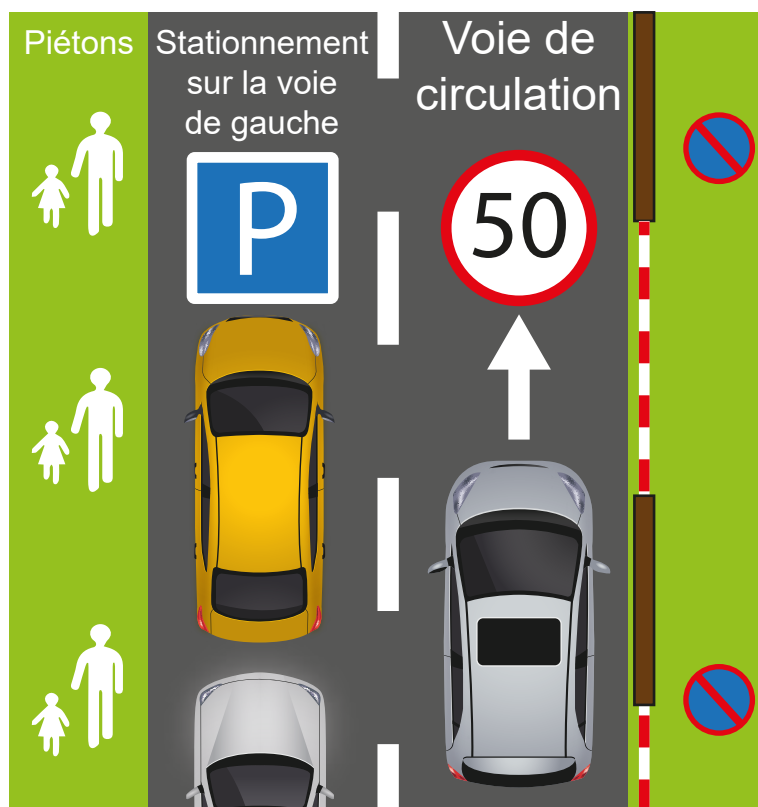 Piétons
Stationnement
sur la voie
de gauche
P
Voie de
circulation
50